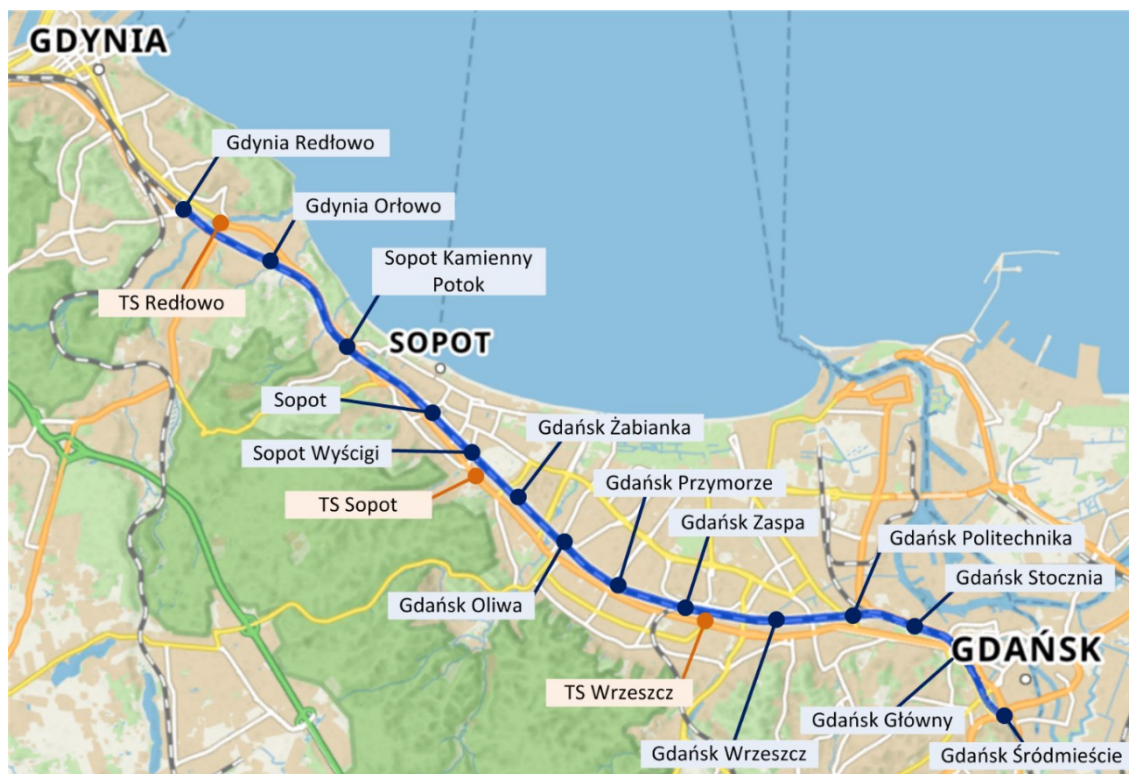 GDYNIA
Gdynia Redłowo
Gdynia Orłowo
Sopot Kamienny
Potok
TS Redłowo
SOPOT
Sopot
Gdańsk Żabianka
Sopot Wyścigi
Gdańsk Przymorze
TS Sopot
Gdańsk Zaspa
Gdańsk Politechnika
Gdańsk Stocznia
Gdańsk Oliwa
GDAŃSK
TS Wrzeszcz
Gdańsk Główny
Gdańsk Wrzeszcz
Gdańsk Śródmieście